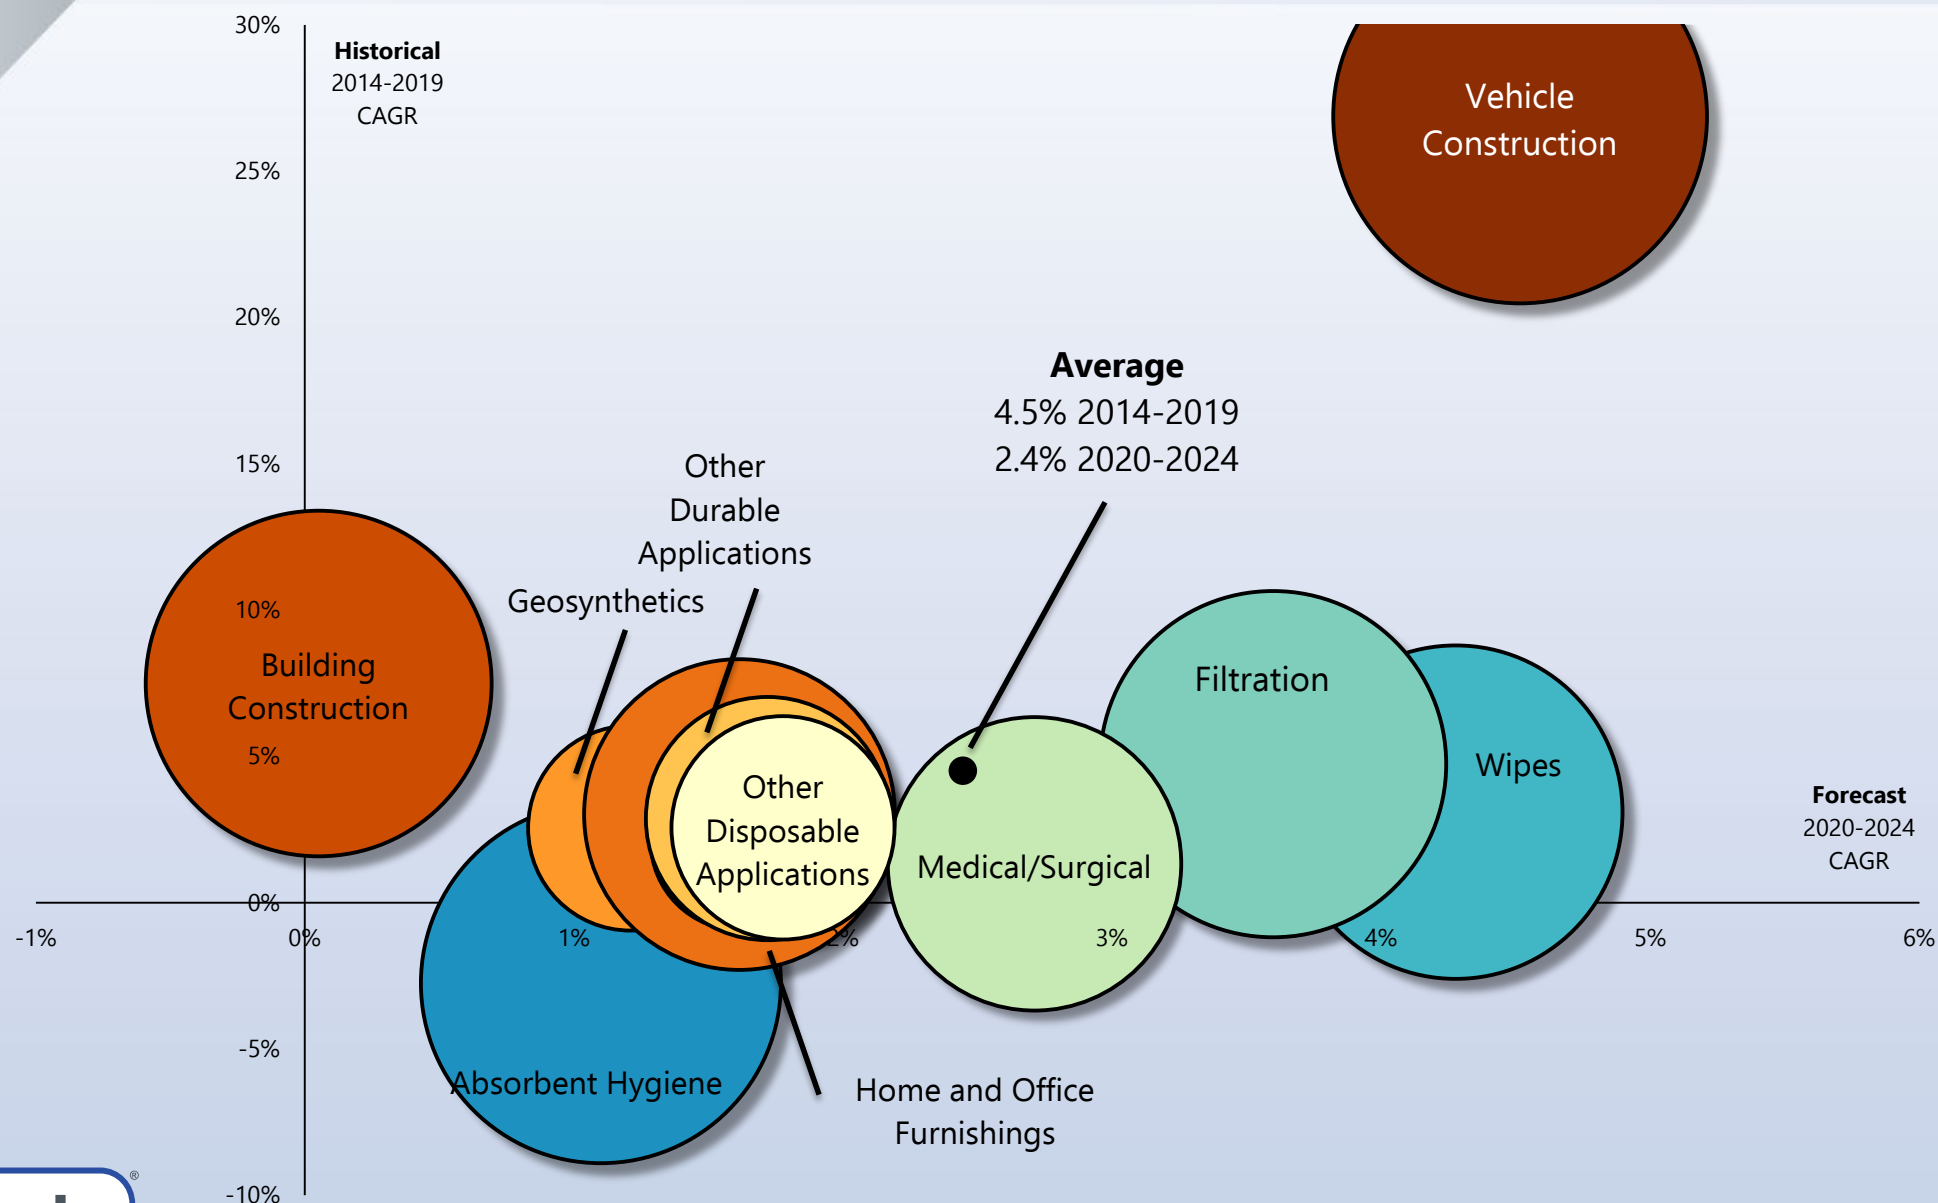 30%
Historical
2014-2019
CAGR
Vehicle
Construction
25%
20%
Average
4.5% 2014-2019
2.4% 2020-2024
15%
Other
Durable
Applications
Geosynthetics
10%
Building
Construction
5%
Filtration
Wipes
Other
Disposable
Applications
Medical/Surgical
Forecast
2020-2024
CAGR
0%
-1%
0%
1%
2%
3%
4%
5%
6%
-5%
Absorbent Hygiene
Home and Office
Furnishings
-10%
®